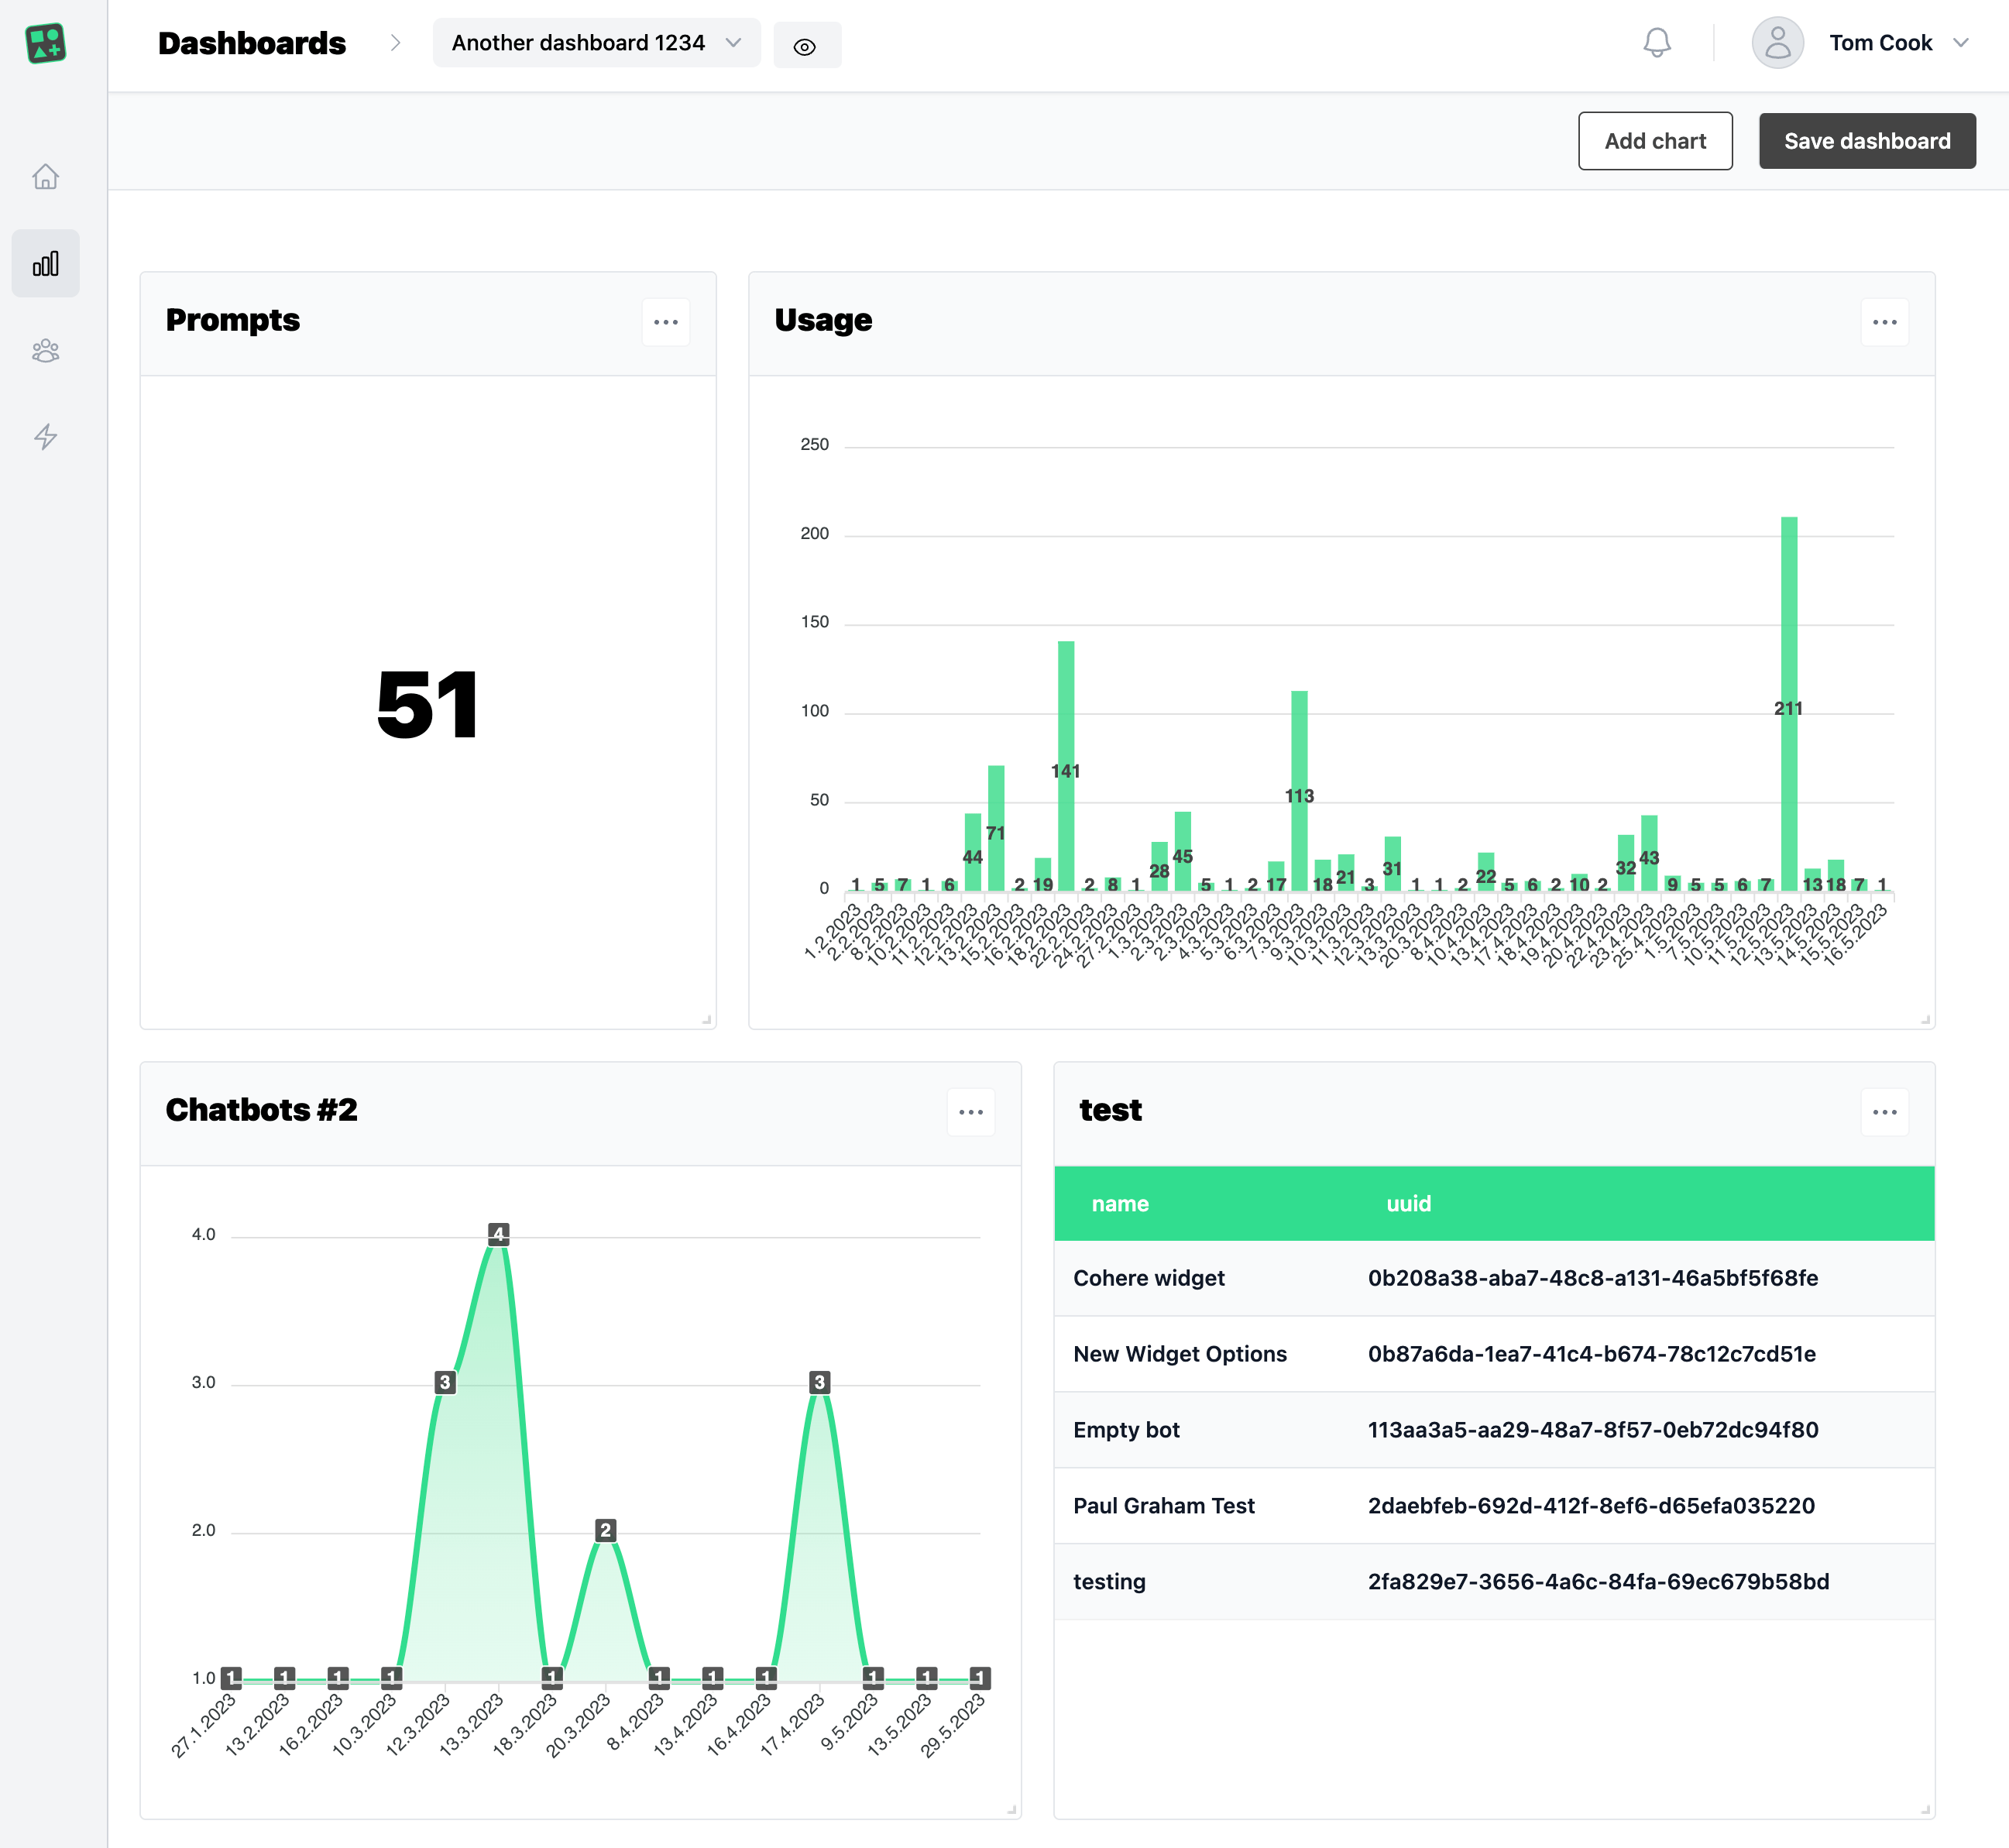 Dashboards
Another dashboard 1234
Tom Cook
Add chart
Save dashboard
Prompts
51
Usage
250
200
150
100
50
0
1 5 7 1 6 44 71 2 19 141 2 8 1 28 45 5 1 2 17 113 18 21 3 31 1 1 2 22 5 6 2 10 2 32 43 9 5 5 6 7 211 13 18 7 1
1.2.2023 2.2.2023 8.2.2023 10.2.2023 11.2.2023 12.2.2023 13.2.2023 15.2.2023 16.2.2023 18.2.2023 22.2.2023 24.2.2023 27.2.2023 1.3.2023 2.3.2023 4.3.2023 5.3.2023 6.3.2023 7.3.2023 9.3.2023 10.3.2023 11.3.2023 12.3.2023 13.3.2023 20.3.2023 8.4.2023 10.4.2023 13.4.2023 17.4.2023 18.4.2023 19.4.2023 20.4.2023 22.4.2023 23.4.2023 25.4.2023 1.5.2023 7.5.2023 10.5.2023 11.5.2023 12.5.2023 13.5.2023 14.5.2023 15.5.2023 16.5.2023
Chatbots #2
4.0
3.0
2.0
1.0
1 1 1 1 3 4 1 2 1 1 1 3 1 1 1
27.1.2023 13.2.2023 16.2.2023 10.3.2023 12.3.2023 13.3.2023 18.3.2023 20.3.2023 8.4.2023 13.4.2023 16.4.2023 17.4.2023 9.5.2023 13.5.2023 29.5.2023
test
name uuid
Cohere widget 0b208a38-aba7-48c8-a131-46a5bf5f68fe
New Widget Options 0b87a6da-1ea7-41c4-b674-78c12c7cd51e
Empty bot 113aa3a5-aa29-48a7-8f57-0eb72dc94f80
Paul Graham Test 2daebfeb-692d-412f-8ef6-d65efa035220
testing 2fa829e7-3656-4a6c-84fa-69ec679b58bd